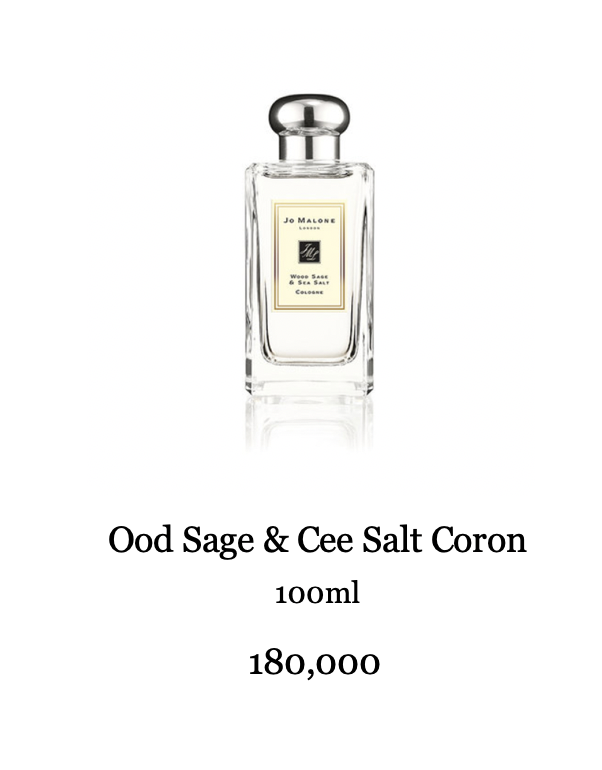 Jo Malone
London
Wood Sage
& Sea Salt
Cologne
Ood Sage & Cee Salt Coron
100ml
180,000